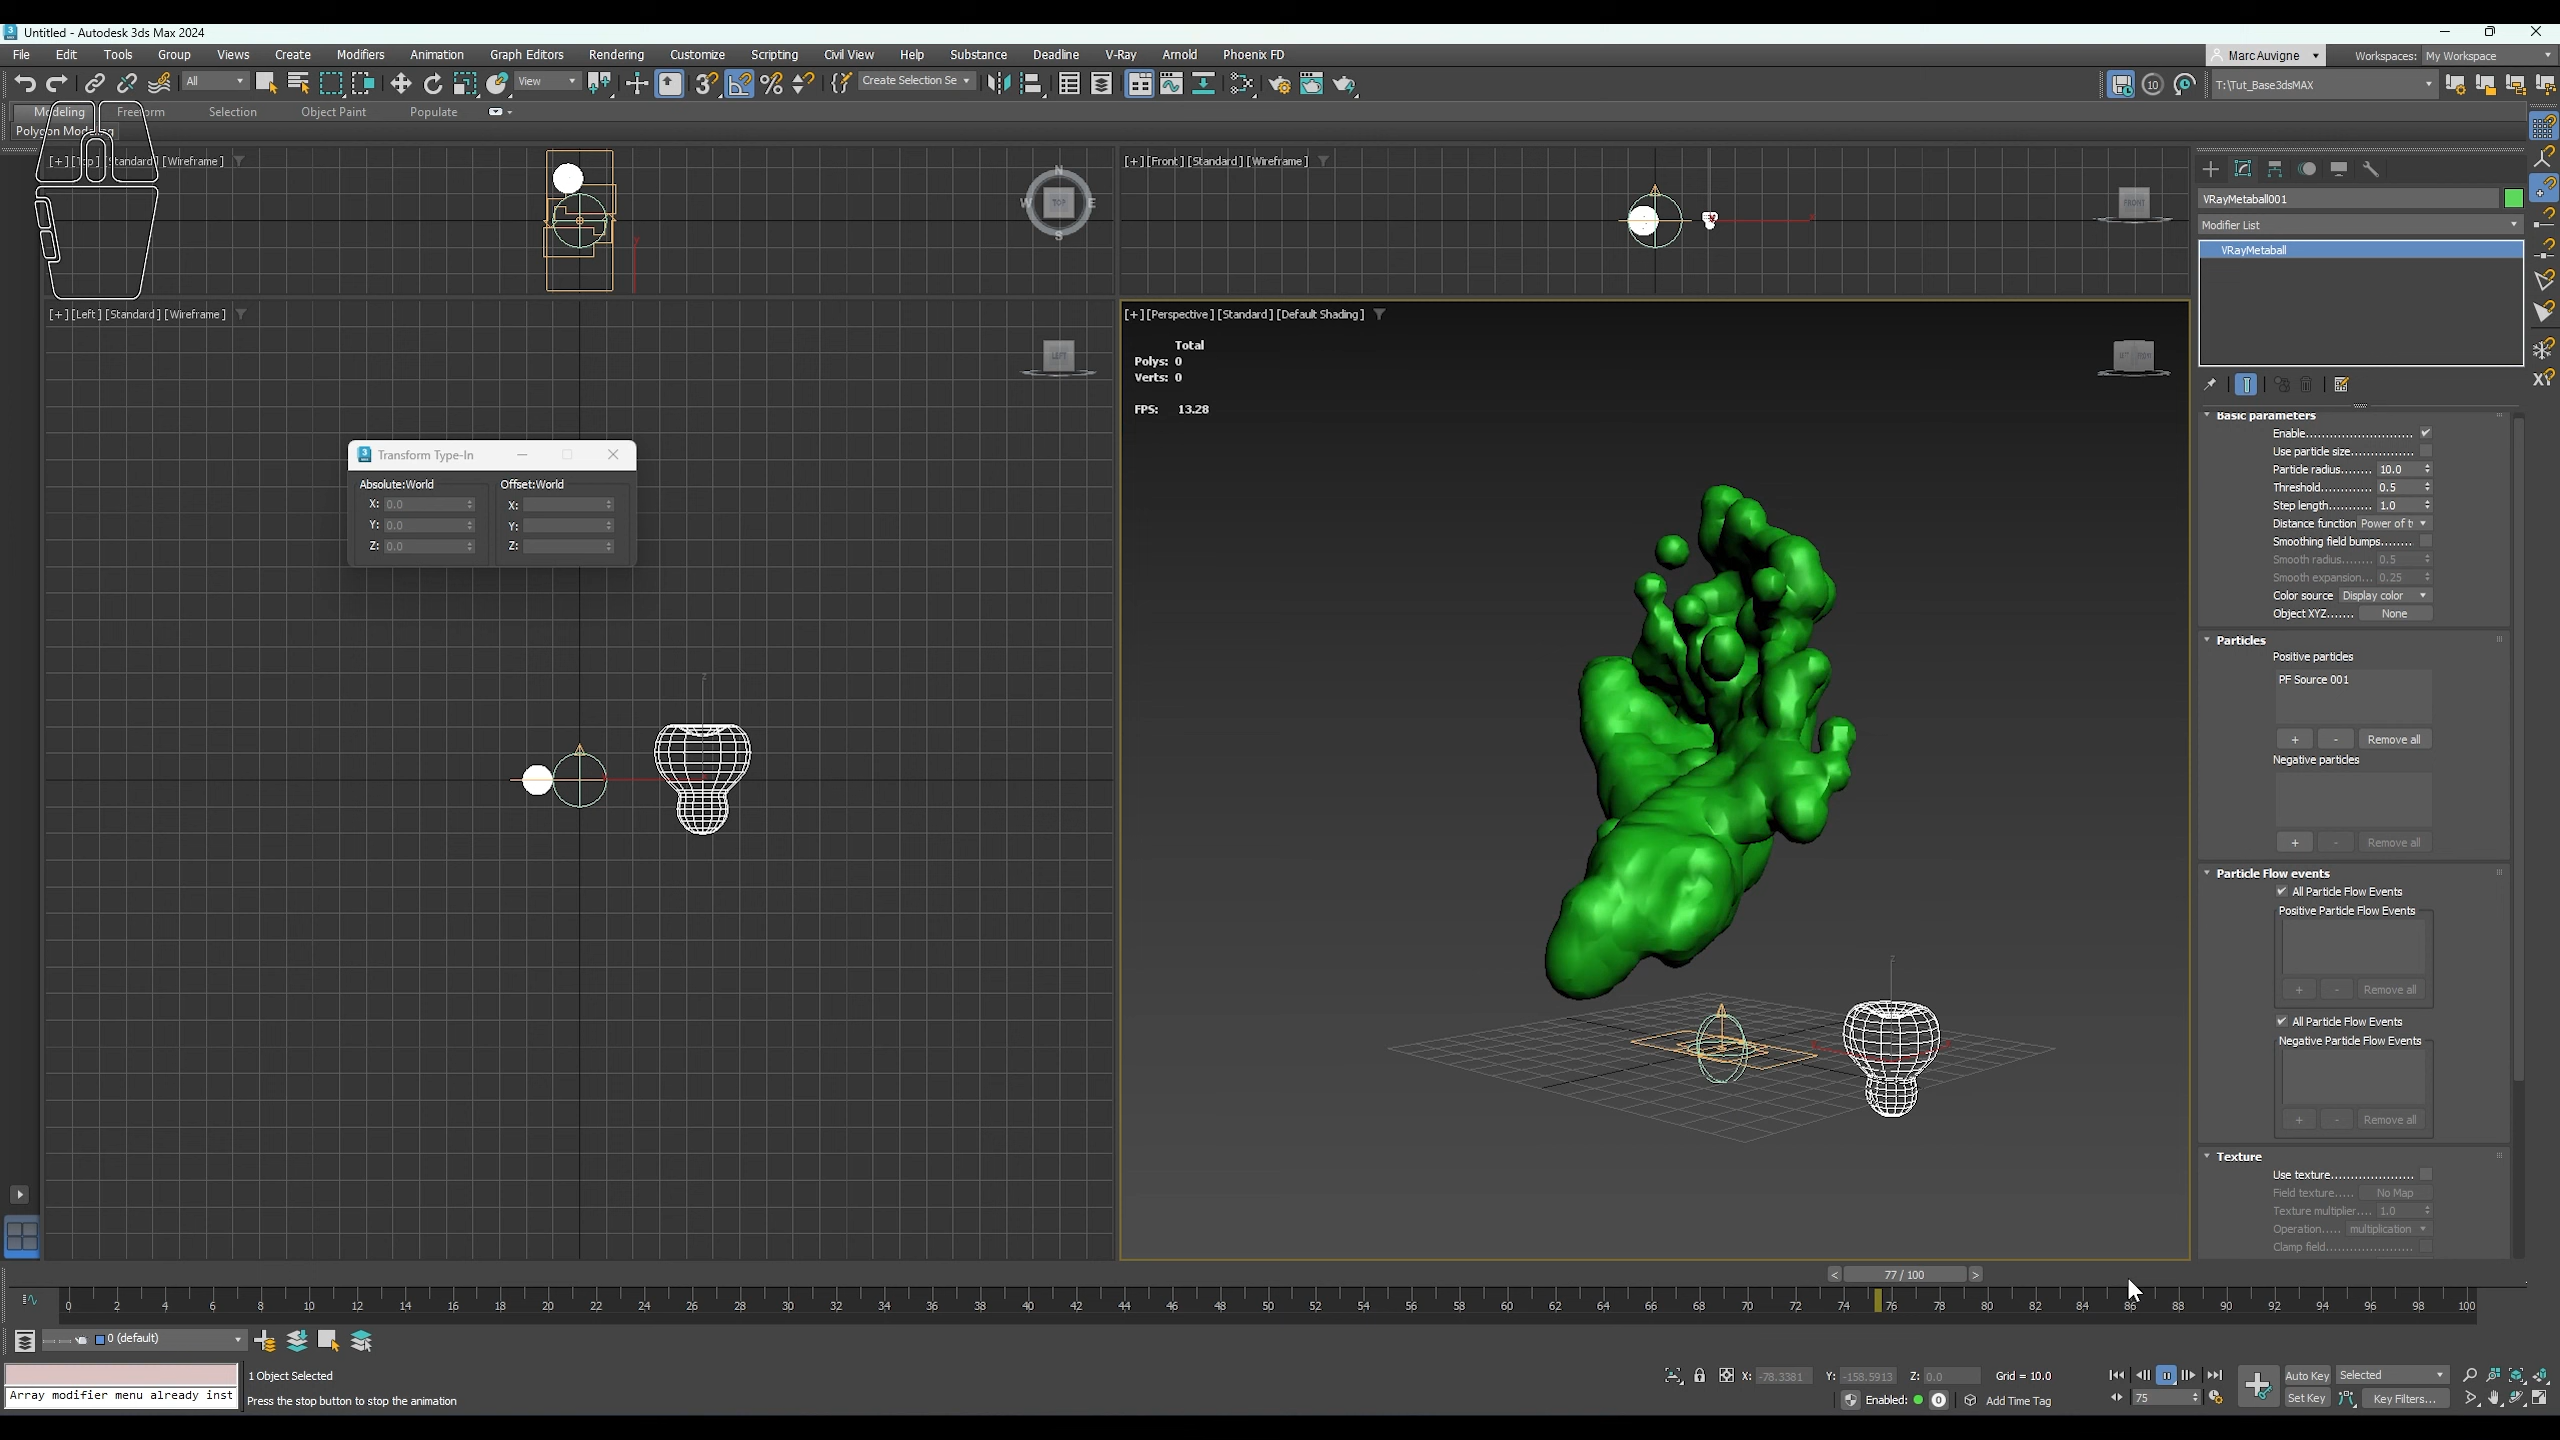 Untitled - Autodesk 3ds Max 2024
File Edit Tools Group Views Create Modifiers Animation Graph Editors Rendering Customize Scripting Civil View Help Substance Deadline V-Ray Arnold Phoenix FD
Marc Auvigne
Workspaces: My Workspace
All
View
Create Selection Se
10
T:\Tut_Base3dsMAX
Modeling Freeform Selection Object Paint Populate
[+] [Standard] [Wireframe]
[+] [Front] [Standard] [Wireframe]
N
W TOP E
S
FRONT
VRayMetaball001
Modifier List
VRayMetaball
[+] [Left] [Standard] [Wireframe]
LEFT
[+] [Perspective] [Standard] [Default Shading]
Total
Polys: 0
Verts: 0
FPS: 13.28
Transform Type-In
Absolute:World
X: 0.0
Y: 0.0
Z: 0.0
Offset:World
X:
Y:
Z:
z
z
Basic parameters
Enable
Use particle size
Particle radius 10.0
Threshold 0.5
Step length 1.0
Distance function Power of t
Smoothing field bumps
Smooth radius 0.5
Smooth expansion 0.25
Color source Display color
Object XYZ None
Particles
Positive particles
PF Source 001
+ - Remove all
Negative particles
+ - Remove all
Particle Flow events
All Particle Flow Events
Positive Particle Flow Events
+ - Remove all
All Particle Flow Events
Negative Particle Flow Events
+ - Remove all
Texture
Use texture
Field texture No Map
Texture multiplier 1.0
Operation multiplication
Clamp field
< 77 / 100 >
0 2 4 6 8 10 12 14 16 18 20 22 24 26 28 30 32 34 36 38 40 42 44 46 48 50 52 54 56 58 60 62 64 66 68 70 72 74 76 78 80 82 84 86 88 90 92 94 96 98 100
0 (default)
Array modifier menu already inst
1 Object Selected
Press the stop button to stop the animation
X: -78.3381 Y: -158.5913 Z: 0.0 Grid = 10.0
Enabled: 0 Add Time Tag
75
Auto Key Selected
Set Key Key Filters...